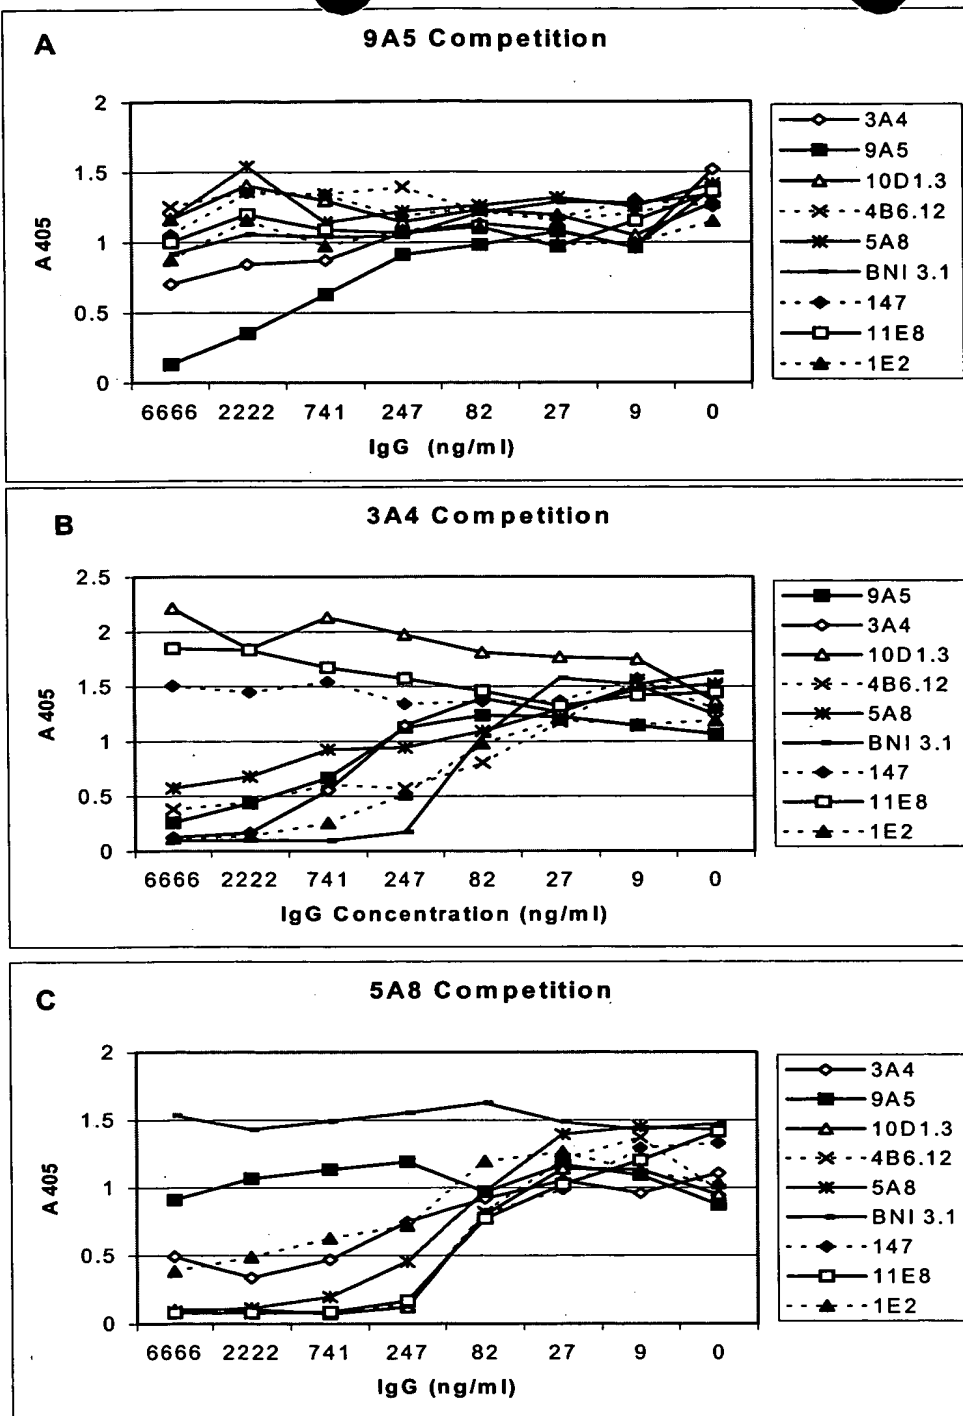 A
9A5 Competition
2
1.5
1
0.5
0
A 405
6666 2222 741 247 82 27 9 0
IgG (ng/ml)
3A4
9A5
10D1.3
4B6.12
5A8
BNI 3.1
147
11E8
1E2
B
3A4 Competition
2.5
2
1.5
1
0.5
0
A 405
6666 2222 741 247 82 27 9 0
IgG Concentration (ng/ml)
9A5
3A4
10D1.3
4B6.12
5A8
BNI 3.1
147
11E8
1E2
C
5A8 Competition
2
1.5
1
0.5
0
A 405
6666 2222 741 247 82 27 9 0
IgG (ng/ml)
3A4
9A5
10D1.3
4B6.12
5A8
BNI 3.1
147
11E8
1E2